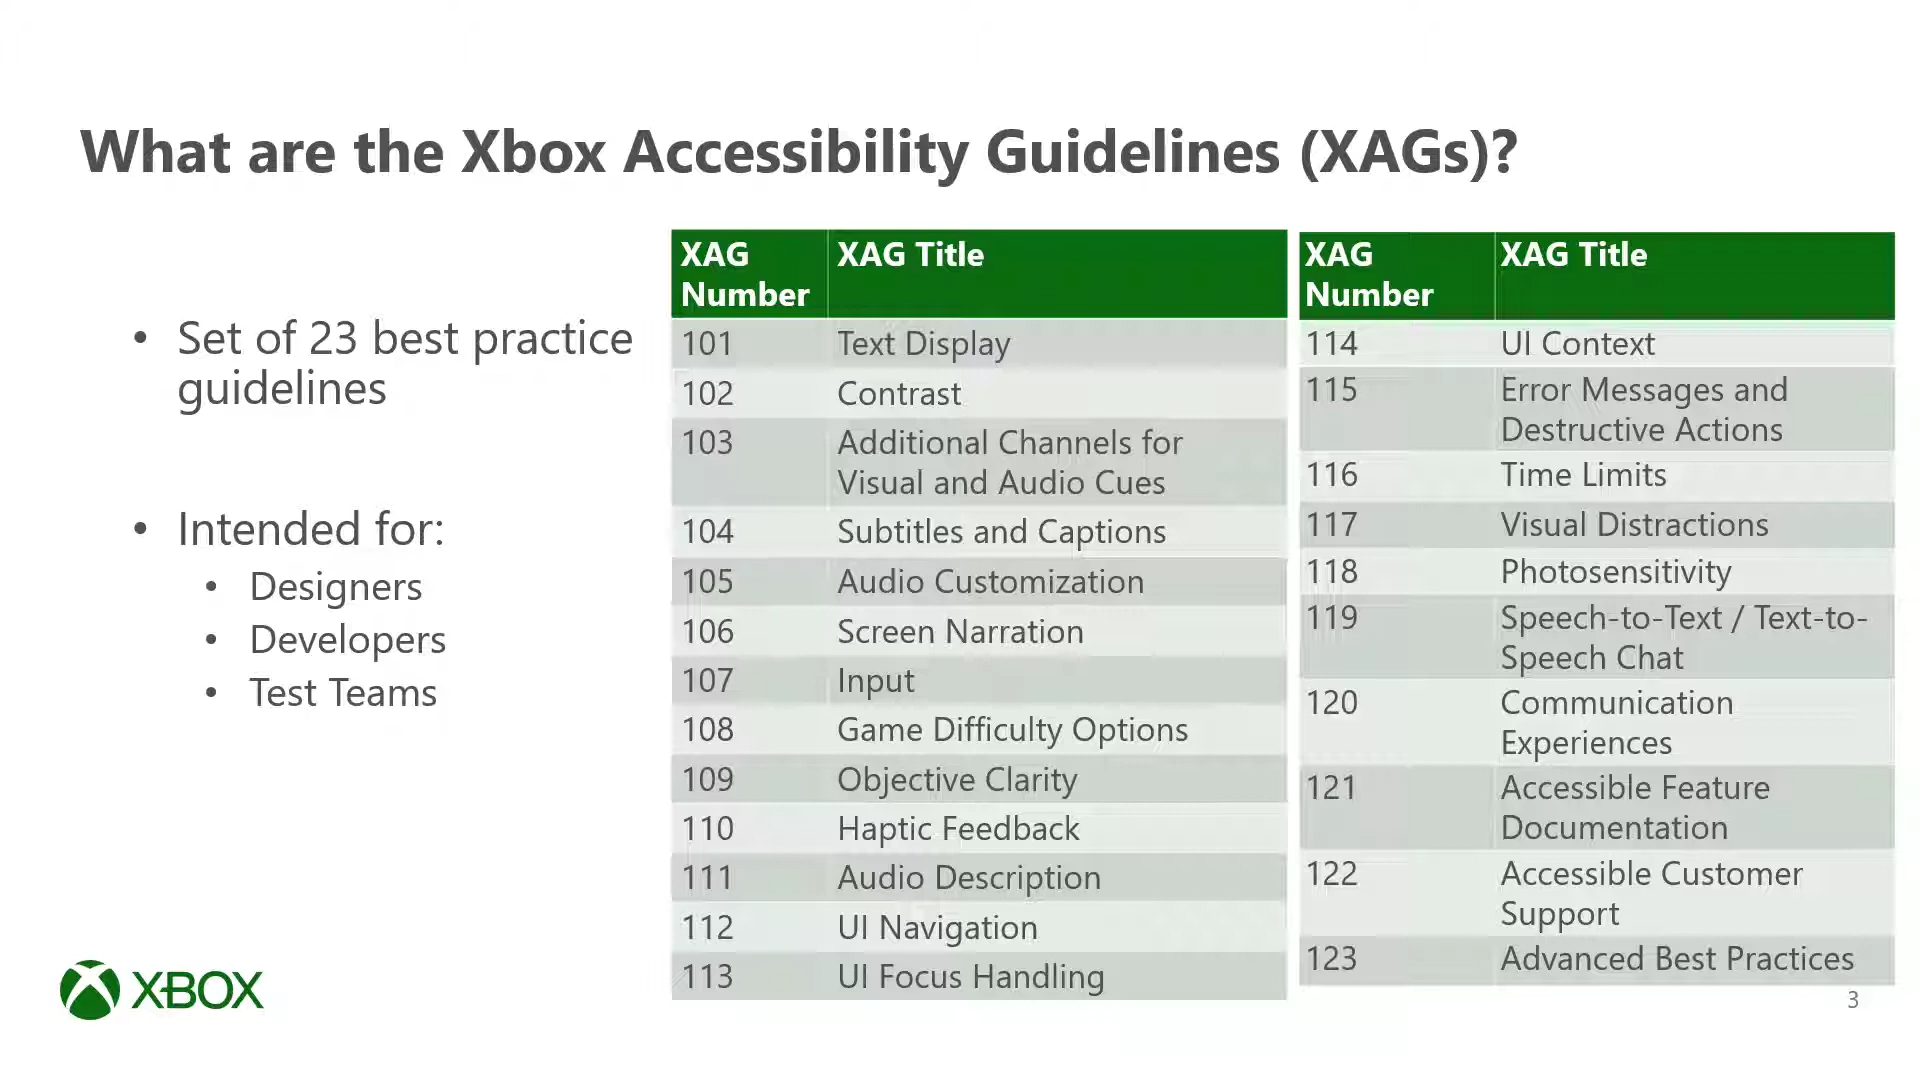 What are the Xbox Accessibility Guidelines (XAGs)?
• Set of 23 best practice
guidelines
• Intended for:
• Designers
• Developers
• Test Teams
XAG Number XAG Title
101 Text Display
102 Contrast
103 Additional Channels for
Visual and Audio Cues
104 Subtitles and Captions
105 Audio Customization
106 Screen Narration
107 Input
108 Game Difficulty Options
109 Objective Clarity
110 Haptic Feedback
111 Audio Description
112 UI Navigation
113 UI Focus Handling
XAG Number XAG Title
114 UI Context
115 Error Messages and
Destructive Actions
116 Time Limits
117 Visual Distractions
118 Photosensitivity
119 Speech-to-Text / Text-to-
Speech Chat
120 Communication
Experiences
121 Accessible Feature
Documentation
122 Accessible Customer
Support
123 Advanced Best Practices
XBOX
3